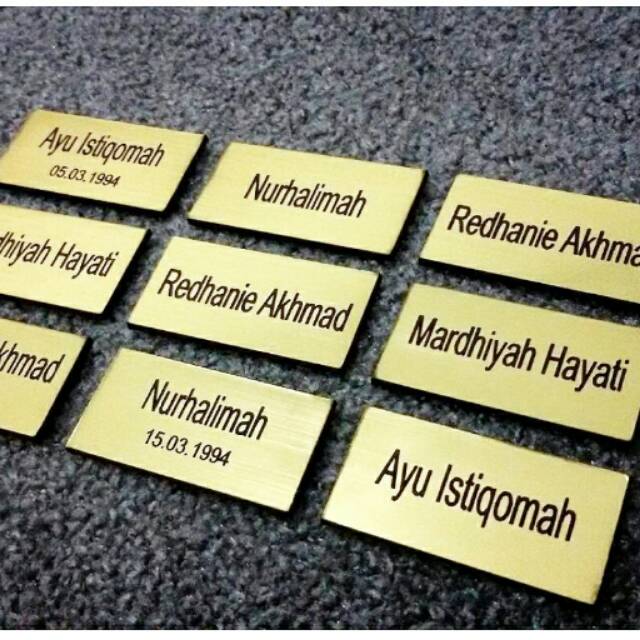 Ayu Istiqomah
05.03.1994
Nurhalimah
Redhanie Akhma
dhiyah Hayati
Redhanie Akhmad
Mardhiyah Hayati
khmad
Nurhalimah
15.03.1994
Ayu Istiqomah